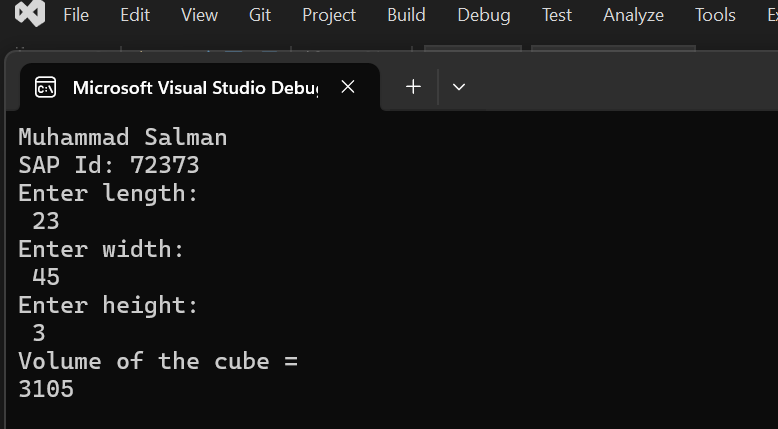 File Edit View Git Project Build Debug Test Analyze Tools
Microsoft Visual Studio
Muhammad Salman
SAP Id: 72373
Enter length:
23
Enter width:
45
Enter height:
3
Volume of the cube =
3105